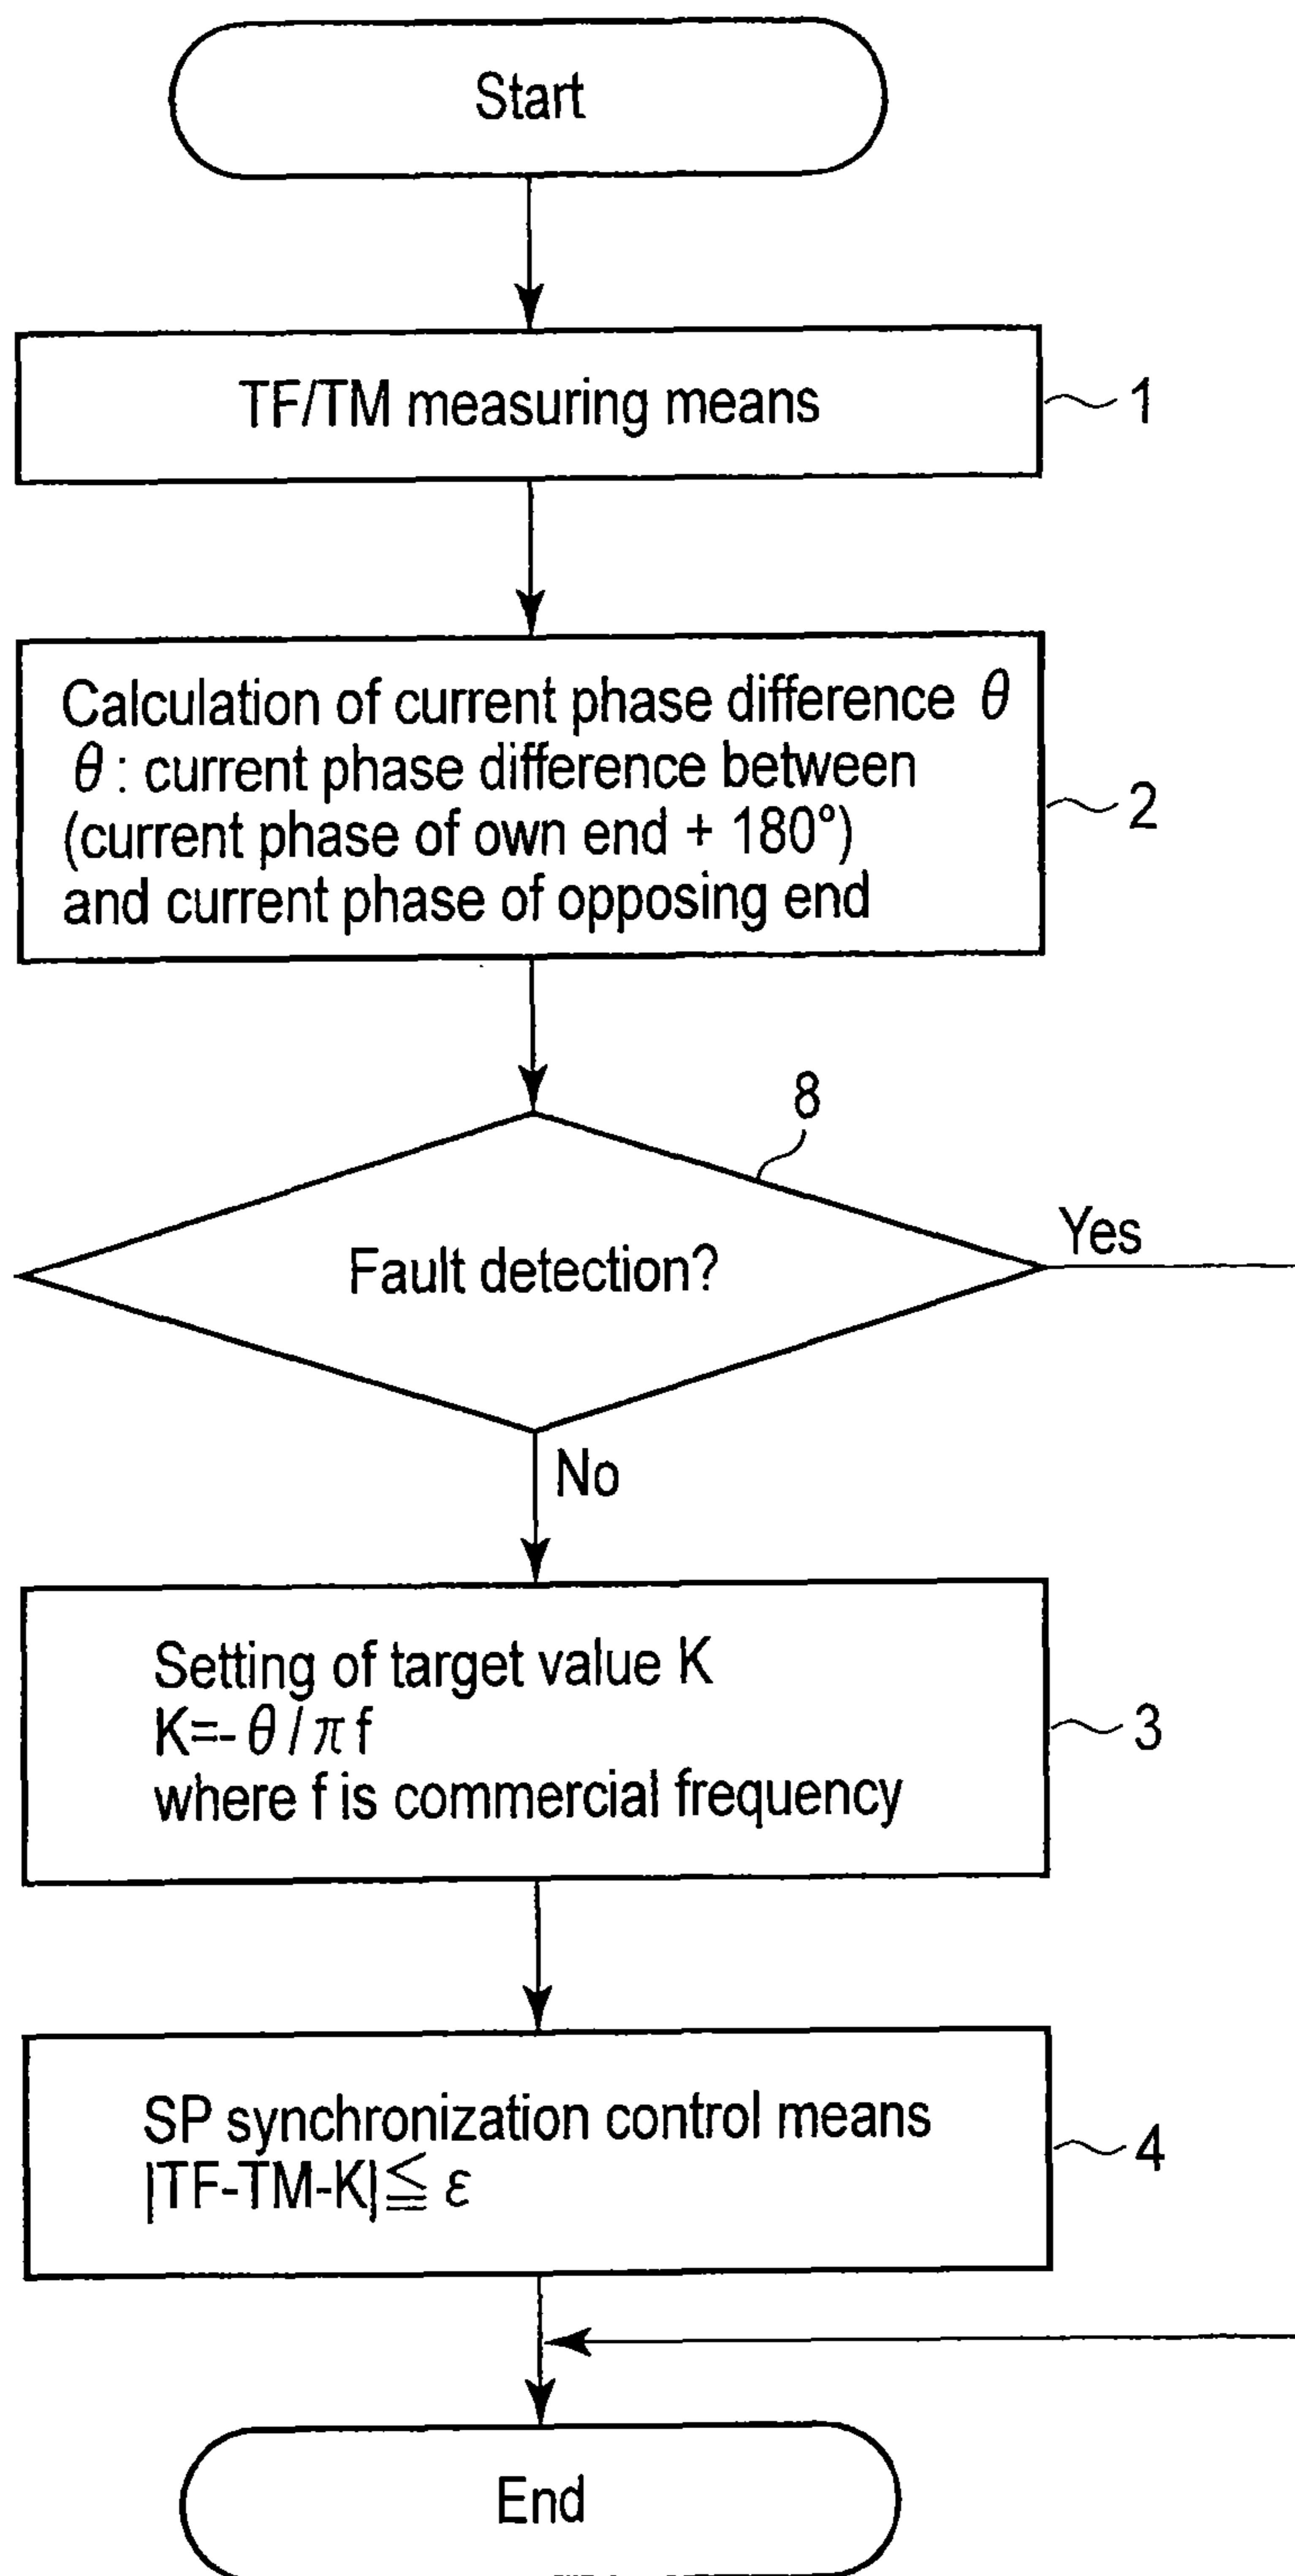 Start
TF/TM measuring means
1
Calculation of current phase difference θ
θ : current phase difference between
(current phase of own end + 180°)
and current phase of opposing end
2
8
Fault detection?
Yes
No
Setting of target value K
K=- θ / π f
where f is commercial frequency
3
SP synchronization control means
|TF-TM-K|≦ ε
4
End